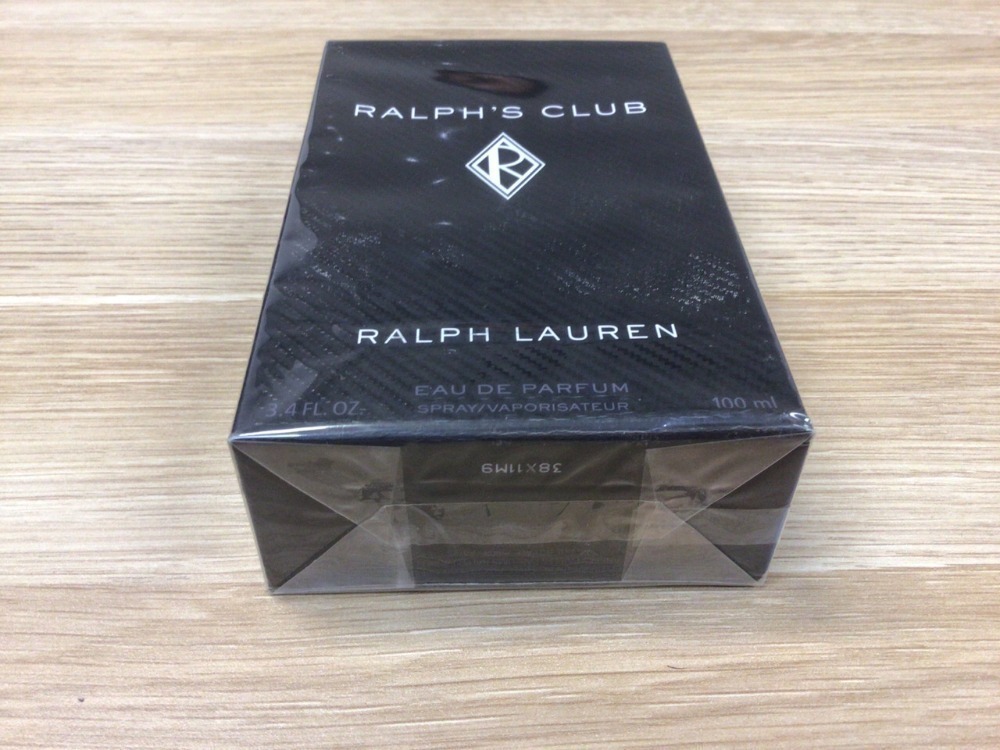 RALPH'S CLUB
R
RALPH LAUREN
EAU DE PARFUM
SPRAY/VAPORISATEUR
3.4 FL. OZ.
100 ml
38X11M9